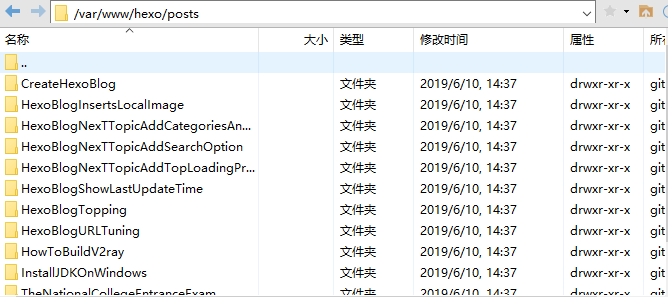 /var/www/hexo/posts
名称 大小 类型 修改时间 属性 所
..
CreateHexoBlog 文件夹 2019/6/10, 14:37 drwxr-xr-x git
HexoBlogInsertsLocalImage 文件夹 2019/6/10, 14:37 drwxr-xr-x git
HexoBlogNexTTopicAddCategoriesAn... 文件夹 2019/6/10, 14:37 drwxr-xr-x git
HexoBlogNexTTopicAddSearchOption 文件夹 2019/6/10, 14:37 drwxr-xr-x git
HexoBlogNexTTopicAddTopLoadingPr... 文件夹 2019/6/10, 14:37 drwxr-xr-x git
HexoBlogShowLastUpdateTime 文件夹 2019/6/10, 14:37 drwxr-xr-x git
HexoBlogTopping 文件夹 2019/6/10, 14:37 drwxr-xr-x git
HexoBlogURLTuning 文件夹 2019/6/10, 14:37 drwxr-xr-x git
HowToBuildV2ray 文件夹 2019/6/10, 14:37 drwxr-xr-x git
InstallJDKOnWindows 文件夹 2019/6/10, 14:37 drwxr-xr-x git
TheNationalCollegeEntranceExam 文件夹 2019/6/10, 14:37 drwxr-xr-x git